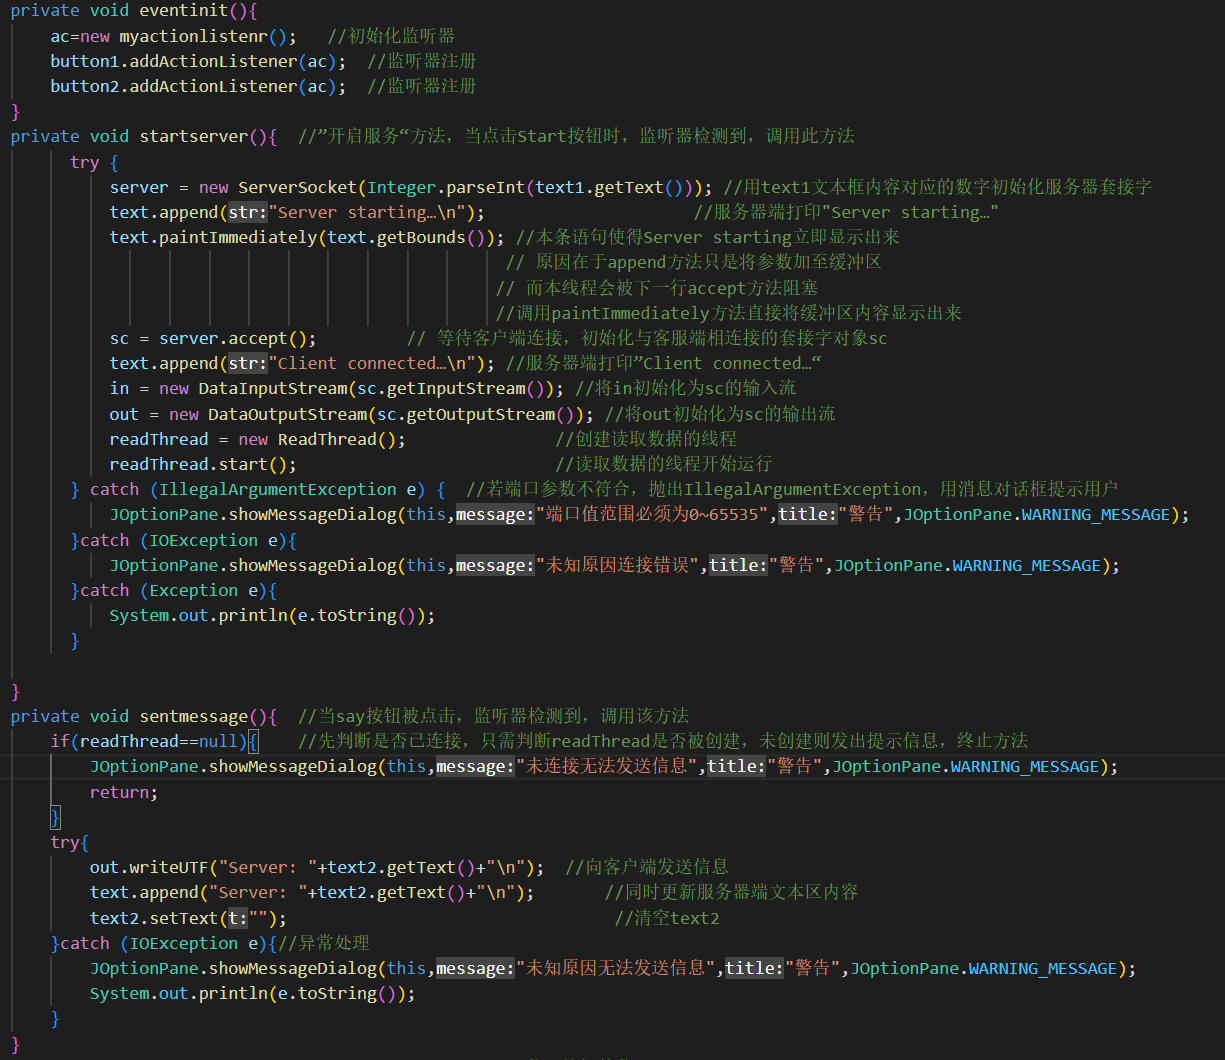 private void eventinit(){
ac=new myactionlistenr();   //初始化监听器
button1.addActionListener(ac);  //监听器注册
button2.addActionListener(ac);  //监听器注册
}
private void startserver(){  //”开启服务“方法，当点击Start按钮时，监听器检测到，调用此方法
try {
server = new ServerSocket(Integer.parseInt(text1.getText())); //用text1文本框内容对应的数字初始化服务器套接字
text.append(str:"Server starting…\n");                     //服务器端打印"Server starting…"
text.paintImmediately(text.getBounds()); //本条语句使得Server starting立即显示出来
// 原因在于append方法只是将参数加至缓冲区
// 而本线程会被下一行accept方法阻塞
//调用paintImmediately方法直接将缓冲区内容显示出来
sc = server.accept();         // 等待客户端连接，初始化与客服端相连接的套接字对象sc
text.append(str:"Client connected…\n"); //服务器端打印”Client connected…“
in = new DataInputStream(sc.getInputStream()); //将in初始化为sc的输入流
out = new DataOutputStream(sc.getOutputStream()); //将out初始化为sc的输出流
readThread = new ReadThread();               //创建读取数据的线程
readThread.start();                          //读取数据的线程开始运行
} catch (IllegalArgumentException e) {  //若端口参数不符合，抛出IllegalArgumentException，用消息对话框提示用户
JOptionPane.showMessageDialog(this,message:"端口值范围必须为0~65535",title:"警告",JOptionPane.WARNING_MESSAGE);
}catch (IOException e){
JOptionPane.showMessageDialog(this,message:"未知原因连接错误",title:"警告",JOptionPane.WARNING_MESSAGE);
}catch (Exception e){
System.out.println(e.toString());
}
}
private void sentmessage(){  //当say按钮被点击，监听器检测到，调用该方法
if(readThread==null){    //先判断是否已连接，只需判断readThread是否被创建，未创建则发出提示信息，终止方法
JOptionPane.showMessageDialog(this,message:"未连接无法发送信息",title:"警告",JOptionPane.WARNING_MESSAGE);
return;
}
try{
out.writeUTF("Server: "+text2.getText()+"\n");  //向客户端发送信息
text.append("Server: "+text2.getText()+"\n");       //同时更新服务器端文本区内容
text2.setText(t:"");                                 //清空text2
}catch (IOException e){//异常处理
JOptionPane.showMessageDialog(this,message:"未知原因无法发送信息",title:"警告",JOptionPane.WARNING_MESSAGE);
System.out.println(e.toString());
}
}